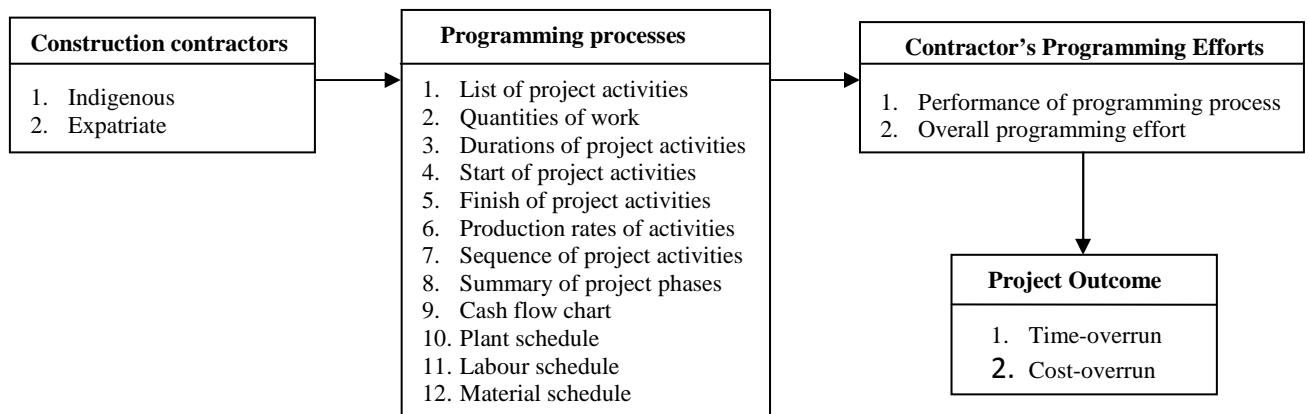 Construction contractors
1. Indigenous
2. Expatriate
Programming processes
1. List of project activities
2. Quantities of work
3. Durations of project activities
4. Start of project activities
5. Finish of project activities
6. Production rates of activities
7. Sequence of project activities
8. Summary of project phases
9. Cash flow chart
10. Plant schedule
11. Labour schedule
12. Material schedule
Contractor’s Programming Efforts
1. Performance of programming process
2. Overall programming effort
Project Outcome
1. Time-overrun
2. Cost-overrun